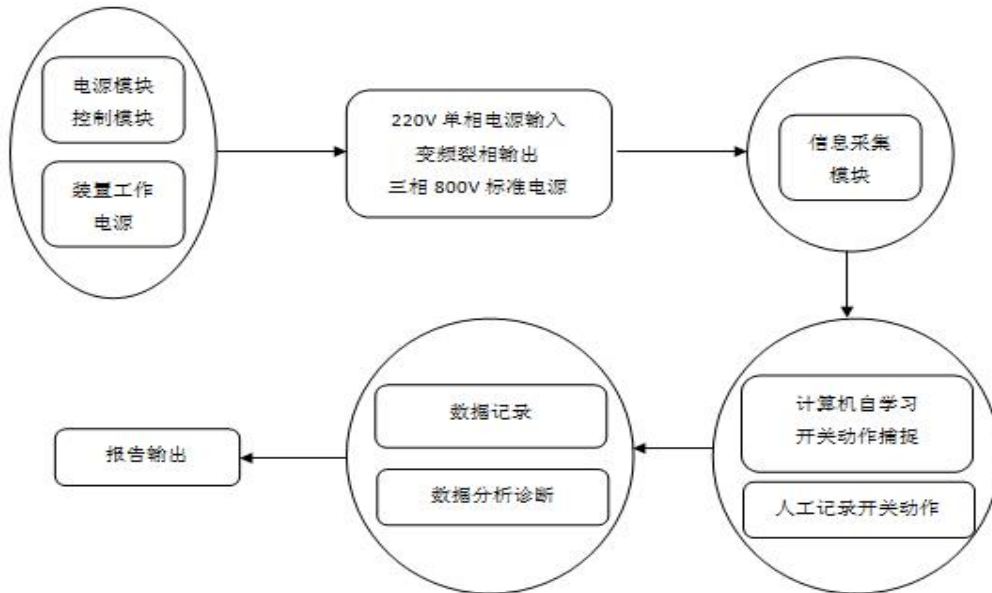 电源模块
控制模块
装置工作
电源
220V 单相电源输入
变频裂相输出
三相 800V 标准电源
信息采集
模块
计算机自学习
开关动作捕捉
人工记录开关动作
数据记录
数据分析诊断
报告输出